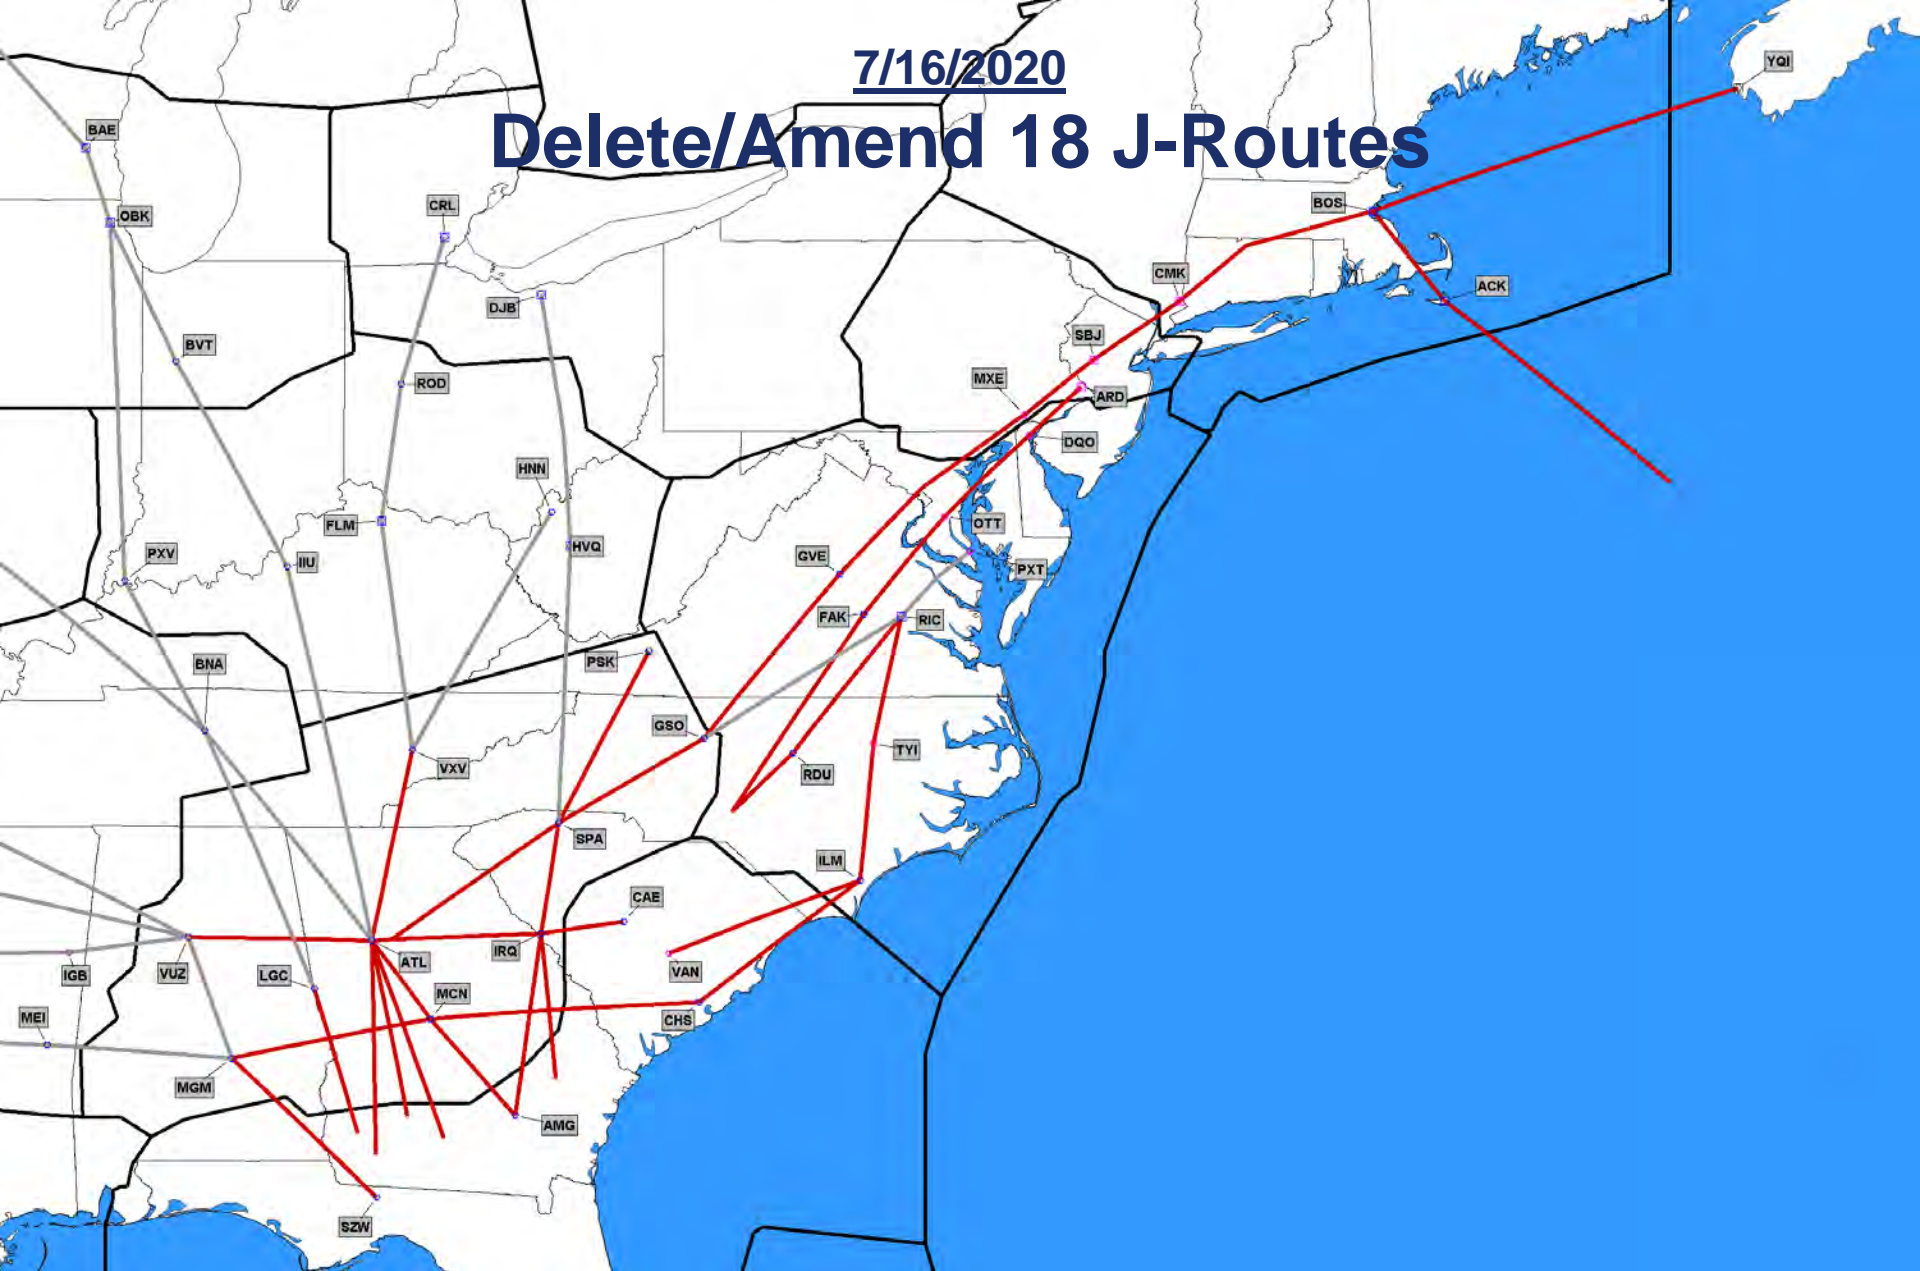 7/16/2020
Delete/Amend 18 J-Routes
YQI
BAE
OBK
CRL
BOS
CMK
ACK
DJB
SBJ
BVT
ROD
MXE
ARD
DQO
HNN
FLM
OTT
HVQ
PXV
IIU
GVE
PXT
FAK
RIC
BNA
PSK
GSO
TYI
VXV
RDU
SPA
ILM
CAE
IRQ
ATL
IGB
VUZ
LGC
VAN
MCN
MEI
CHS
MGM
AMG
SZW